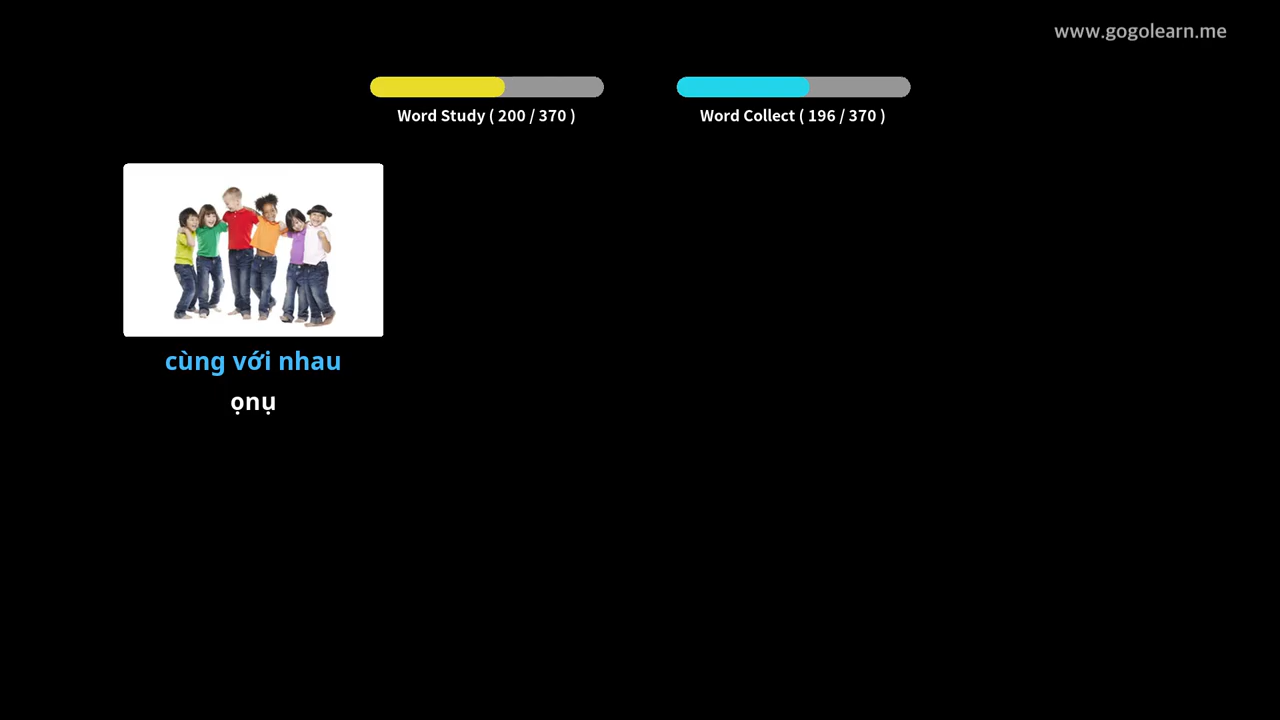 www.gogolearn.me
Word Study ( 200 / 370 )
Word Collect ( 196 / 370 )
cùng với nhau
ọnụ